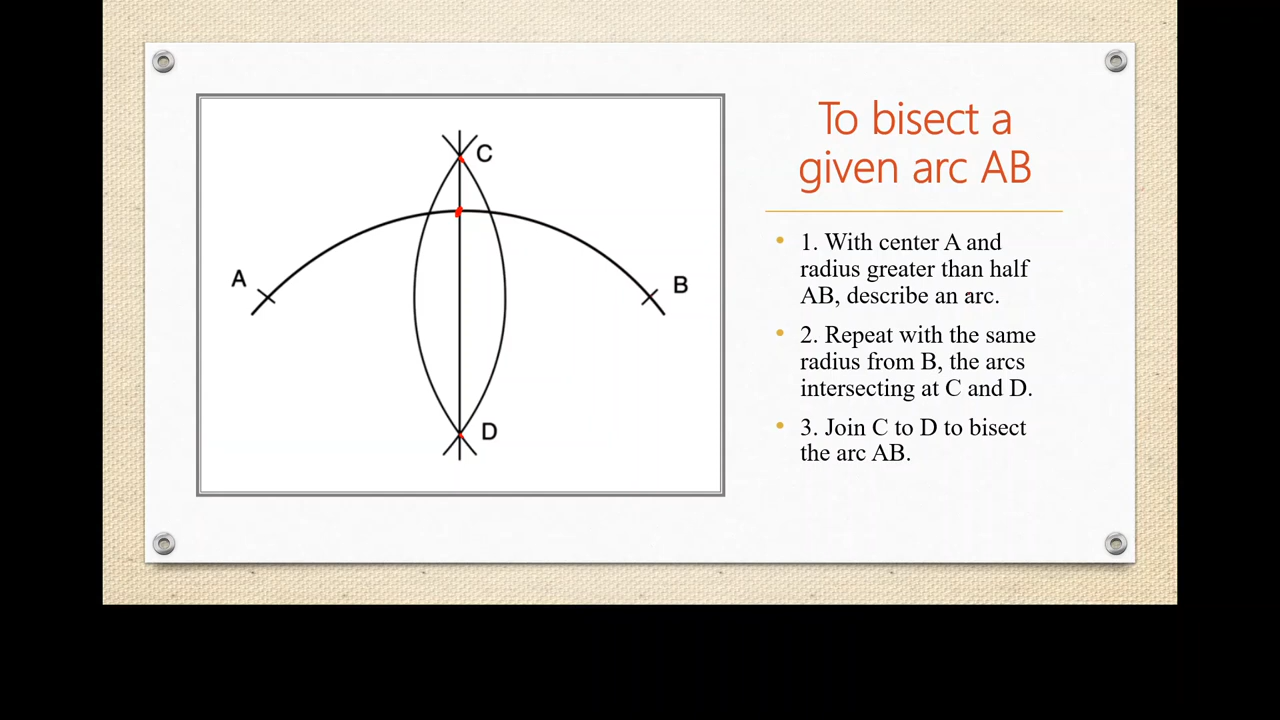 C
A
B
D
To bisect a
given arc AB
• 1. With center A and
radius greater than half
AB, describe an arc.
• 2. Repeat with the same
radius from B, the arcs
intersecting at C and D.
• 3. Join C to D to bisect
the arc AB.